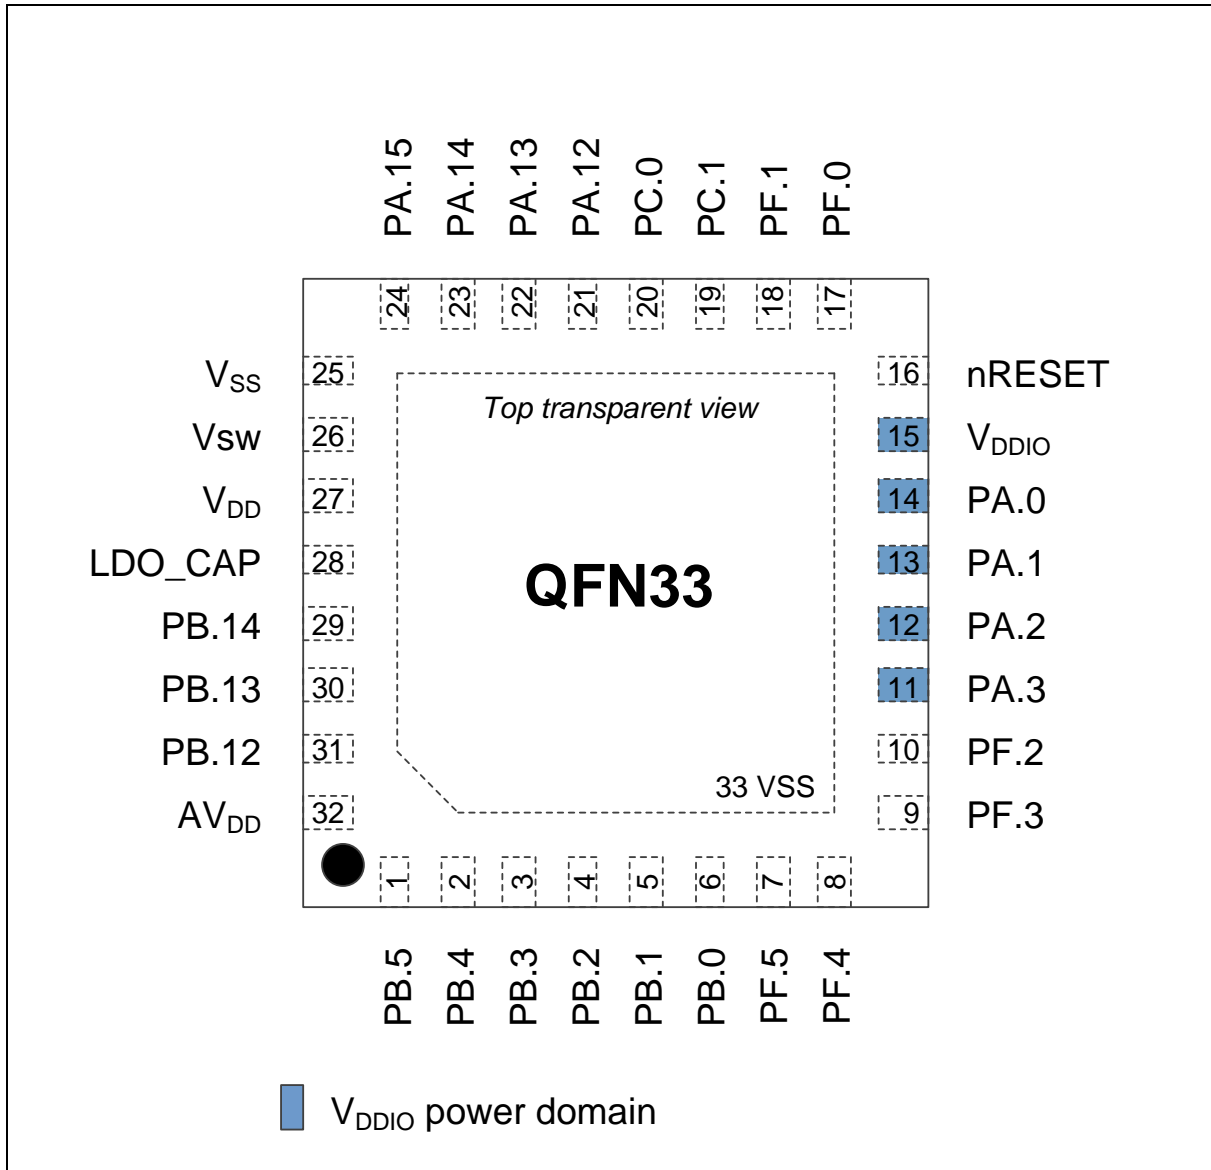 PA.15 PA.14 PA.13 PA.12 PC.0 PC.1 PF.1 PF.0
24 23 22 21 20 19 18 17
VSS 25 16 nRESET
Top transparent view
Vsw 26 15 VDDIO
VDD 27 14 PA.0
LDO_CAP 28 13 PA.1
QFN33
PB.14 29 12 PA.2
PB.13 30 11 PA.3
PB.12 31 10 PF.2
33 VSS
AVDD 32 9 PF.3
1 2 3 4 5 6 7 8
PB.5 PB.4 PB.3 PB.2 PB.1 PB.0 PF.5 PF.4
VDDIO power domain